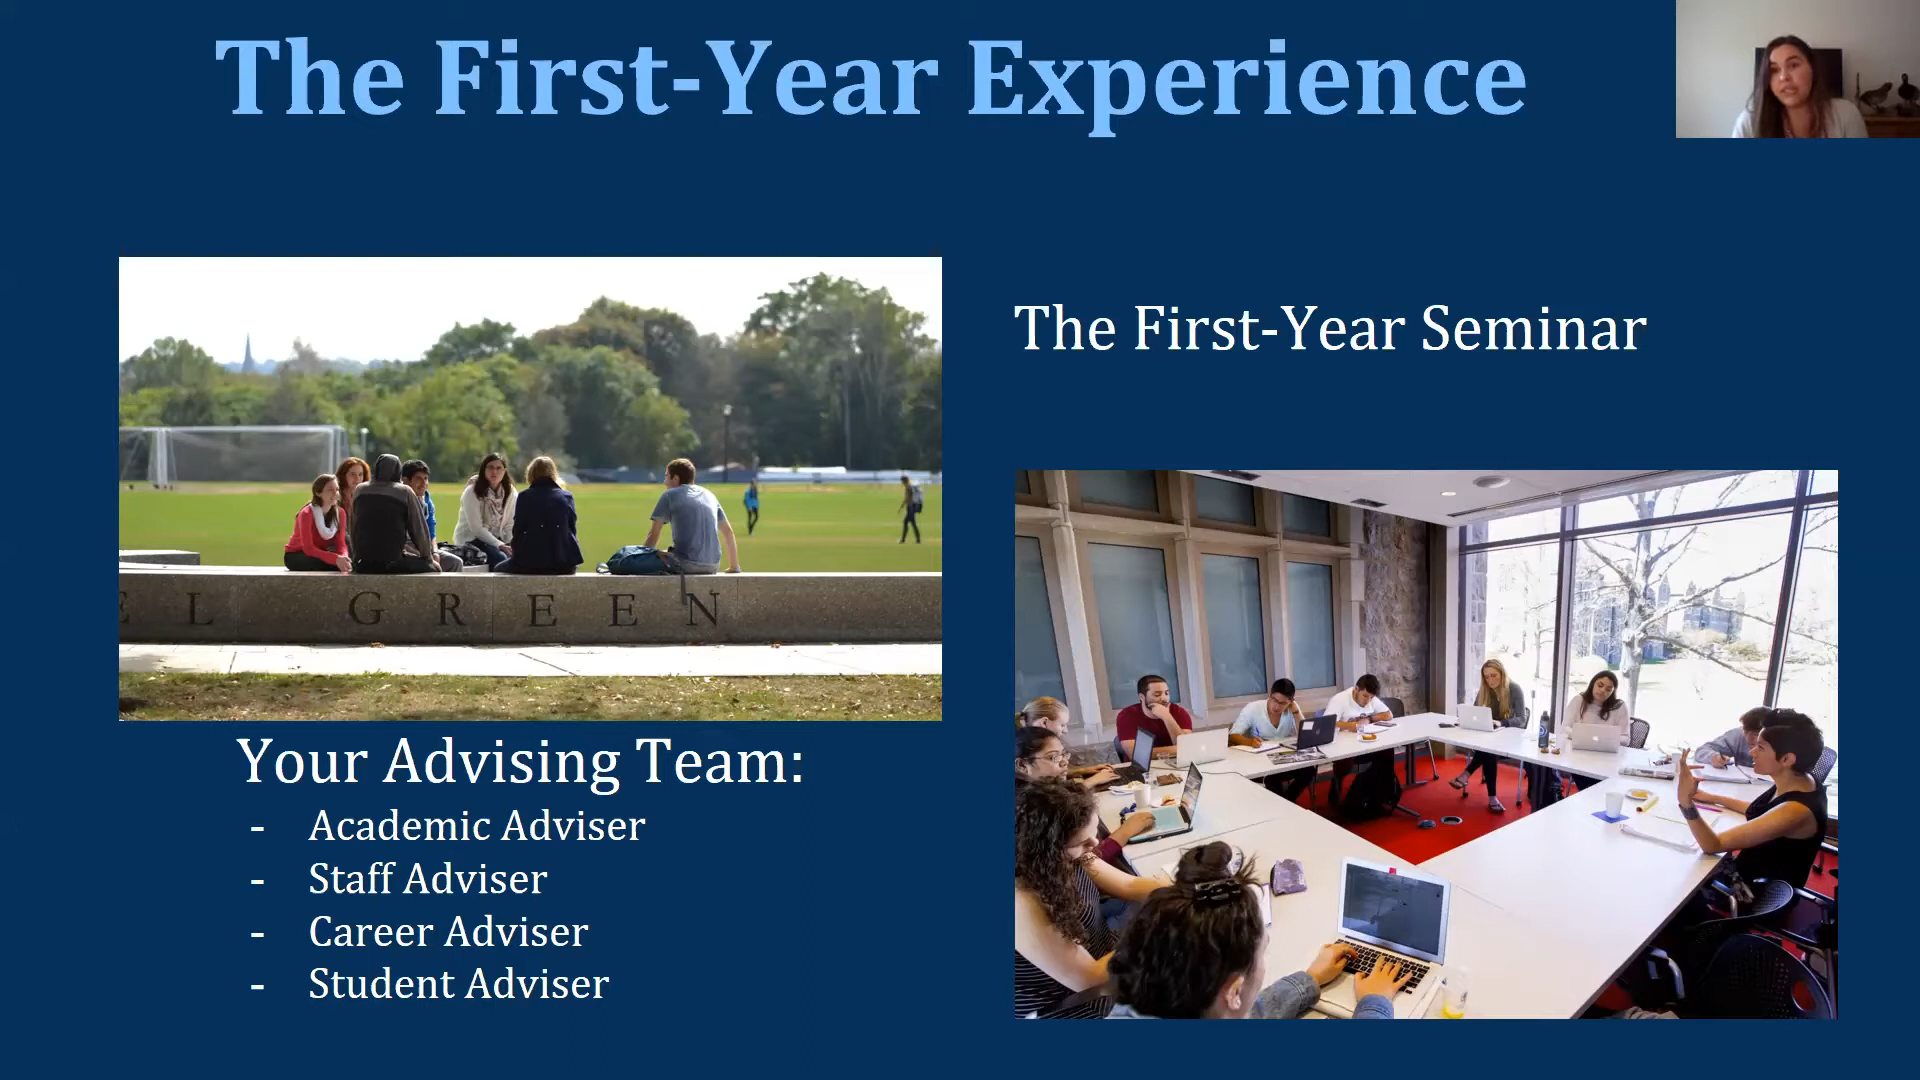 The First-Year Experience
The First-Year Seminar
E L GREEN
Your Advising Team:
- Academic Adviser
- Staff Adviser
- Career Adviser
- Student Adviser